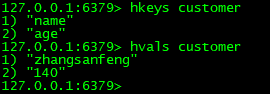 127.0.0.1:6379> hkeys customer
1) "name"
2) "age"
127.0.0.1:6379> hvals customer
1) "zhangsanfeng"
2) "140"
127.0.0.1:6379>